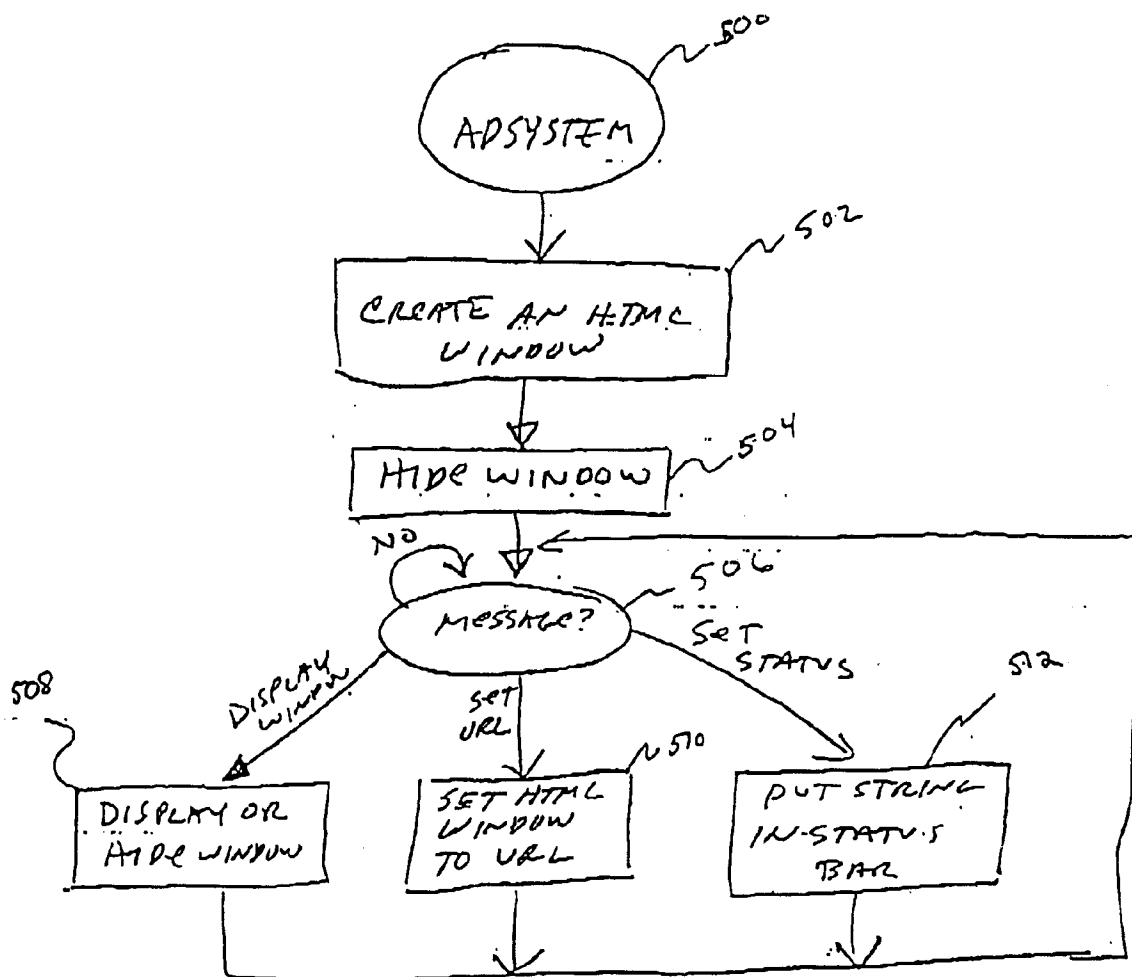 500
ADSYSTEM
502
CREATE AN HTML
WINDOW
504
HIDE WINDOW
NO
506
MESSAGE?
SET
STATUS
512
508
DISPLAY
WINDOW
SET
URL
510
DISPLAY OR
HIDE WINDOW
SET HTML
WINDOW
TO URL
PUT STRING
IN STATUS
BAR